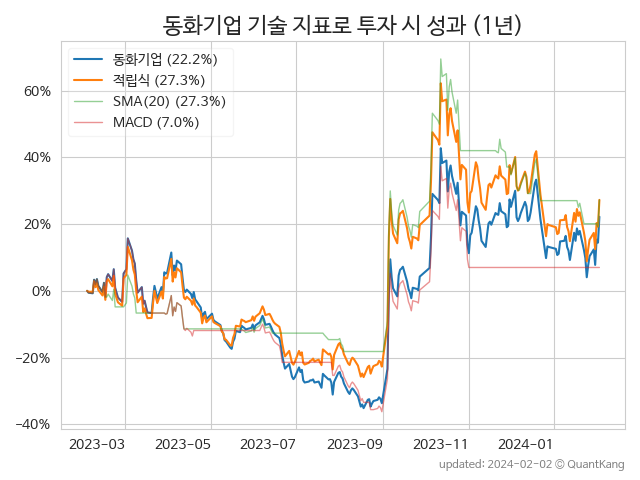 동화기업 기술 지표로 투자 시 성과 (1년)
동화기업 (22.2%)
적립식 (27.3%)
SMA(20) (27.3%)
MACD (7.0%)
60%
40%
20%
0%
−20%
−40%
2023-03 2023-05 2023-07 2023-09 2023-11 2024-01
updated: 2024-02-02 © QuantKang